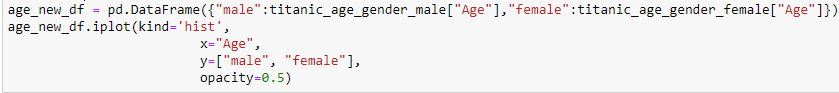 age_new_df = pd.DataFrame({"male":titanic_age_gender_male["Age"],"female":titanic_age_gender_female["Age"]})
age_new_df.iplot(kind='hist',
                        x="Age",
                        y=["male", "female"],
                        opacity=0.5)